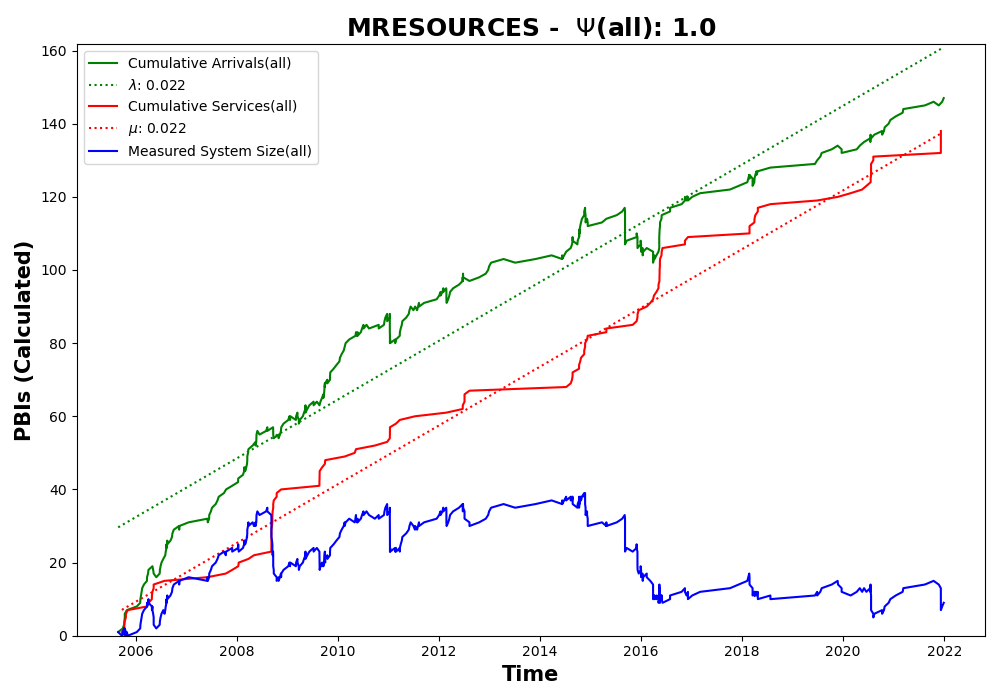 MRESOURCES - Ψ(all): 1.0
Cumulative Arrivals(all)
λ: 0.022
Cumulative Services(all)
μ: 0.022
Measured System Size(all)
PBIs (Calculated)
160
140
120
100
80
60
40
20
0
2006 2008 2010 2012 2014 2016 2018 2020 2022
Time